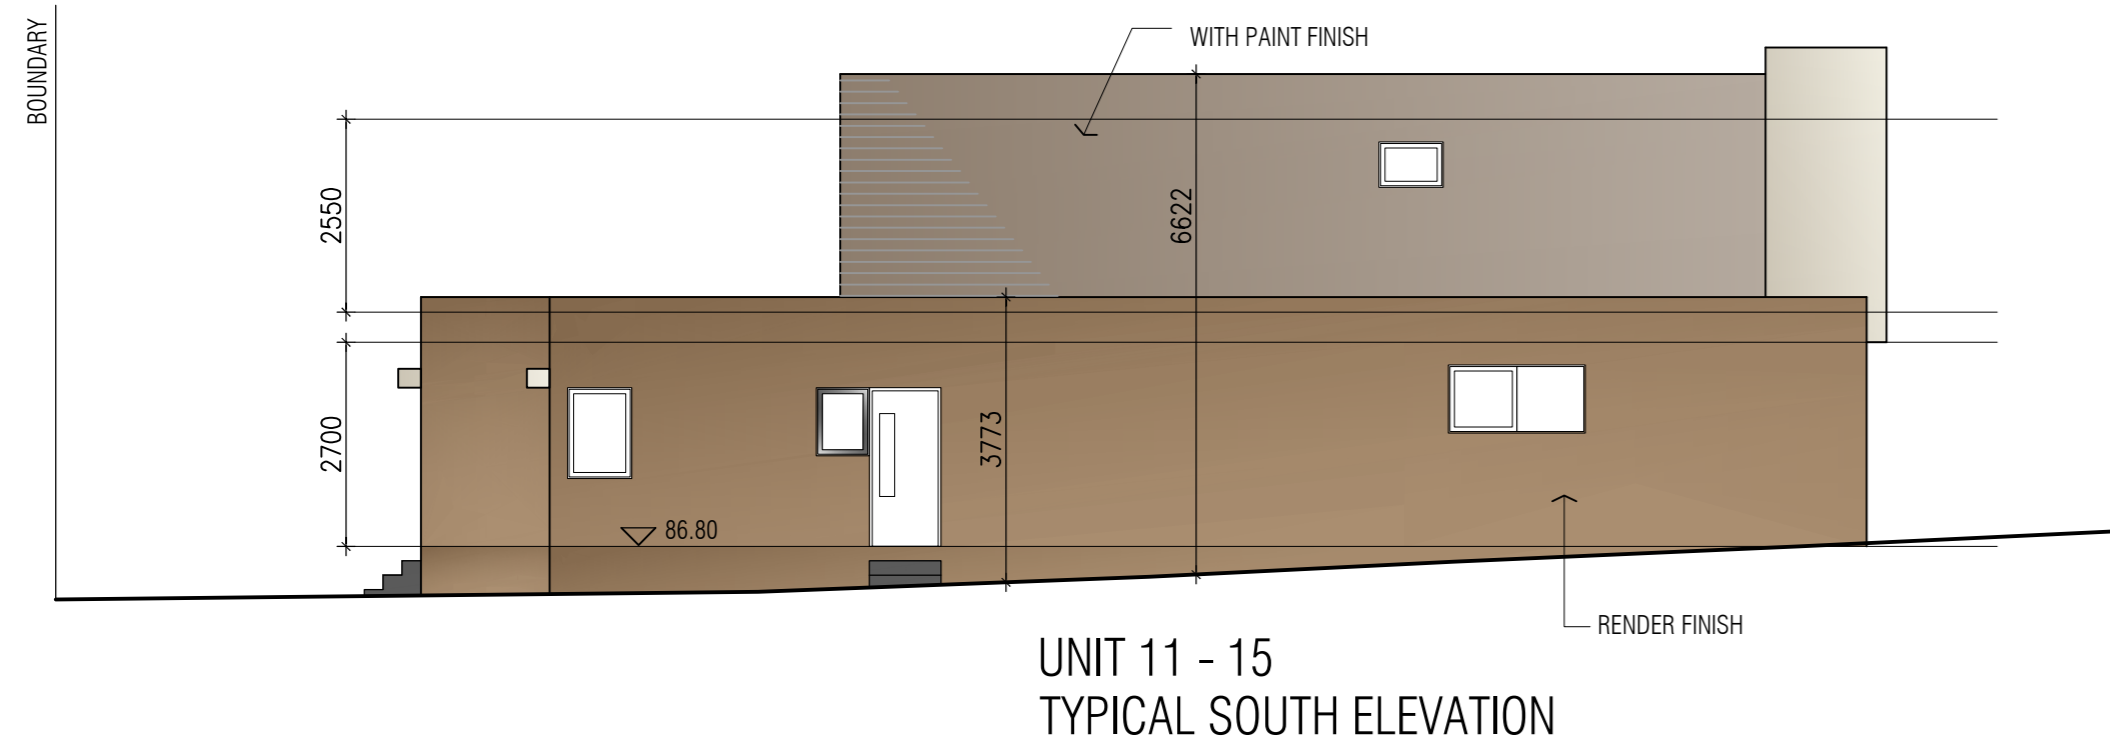 BOUNDARY
WITH PAINT FINISH
2550
6622
2700
3773
86.80
RENDER FINISH
UNIT 11 - 15
TYPICAL SOUTH ELEVATION